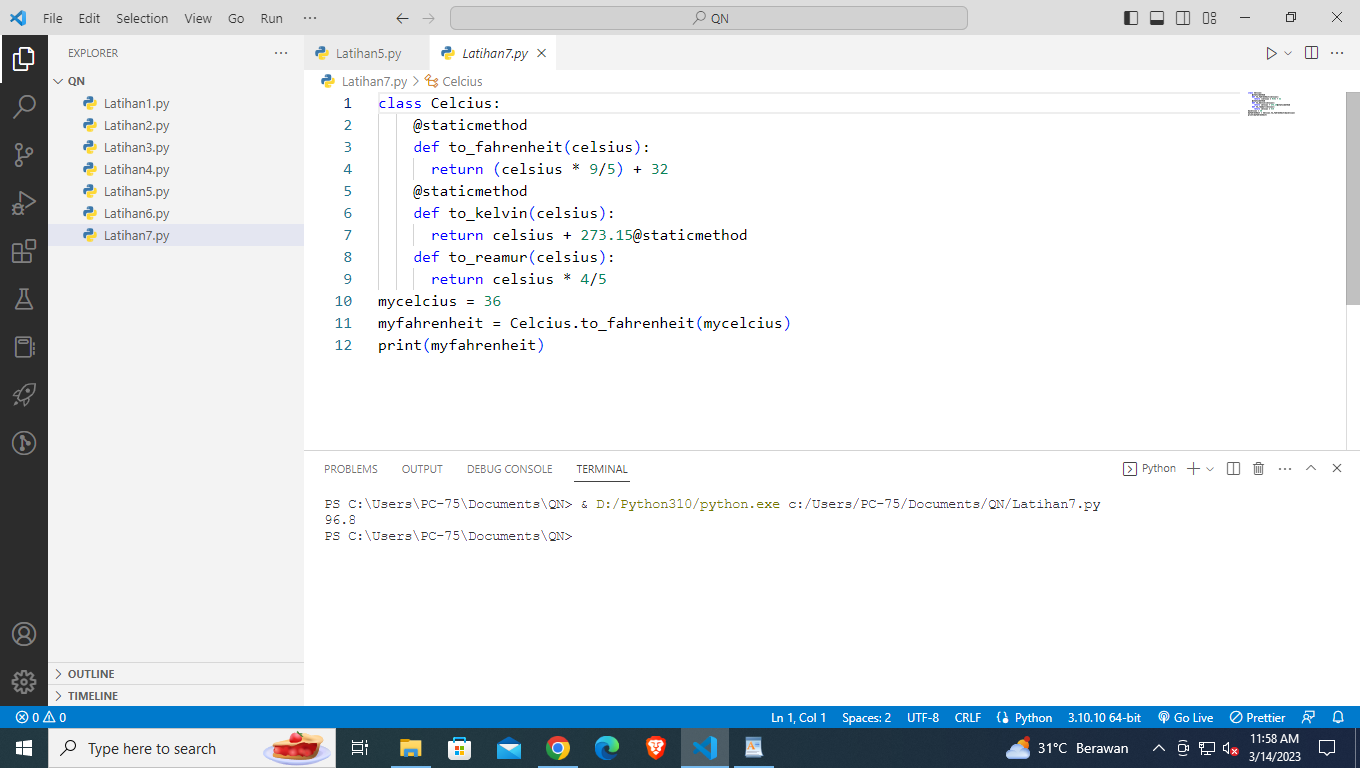 File Edit Selection View Go Run ··· QN
EXPLORER ···
QN
Latihan1.py
Latihan2.py
Latihan3.py
Latihan4.py
Latihan5.py
Latihan6.py
Latihan7.py
OUTLINE
TIMELINE
Latihan5.py Latihan7.py
Latihan7.py > Celcius
1 class Celcius:
2 @staticmethod
3 def to_fahrenheit(celsius):
4 return (celsius * 9/5) + 32
5 @staticmethod
6 def to_kelvin(celsius):
7 return celsius + 273.15@staticmethod
8 def to_reamur(celsius):
9 return celsius * 4/5
10 mycelcius = 36
11 myfahrenheit = Celcius.to_fahrenheit(mycelcius)
12 print(myfahrenheit)
PROBLEMS OUTPUT DEBUG CONSOLE TERMINAL Python
PS C:\Users\PC-75\Documents\QN> & D:/Python310/python.exe c:/Users/PC-75/Documents/QN/Latihan7.py
96.8
PS C:\Users\PC-75\Documents\QN>
0 0 Ln 1, Col 1 Spaces: 2 UTF-8 CRLF Python 3.10.10 64-bit Go Live Prettier
Type here to search 31°C Berawan 11:58 AM
3/14/2023